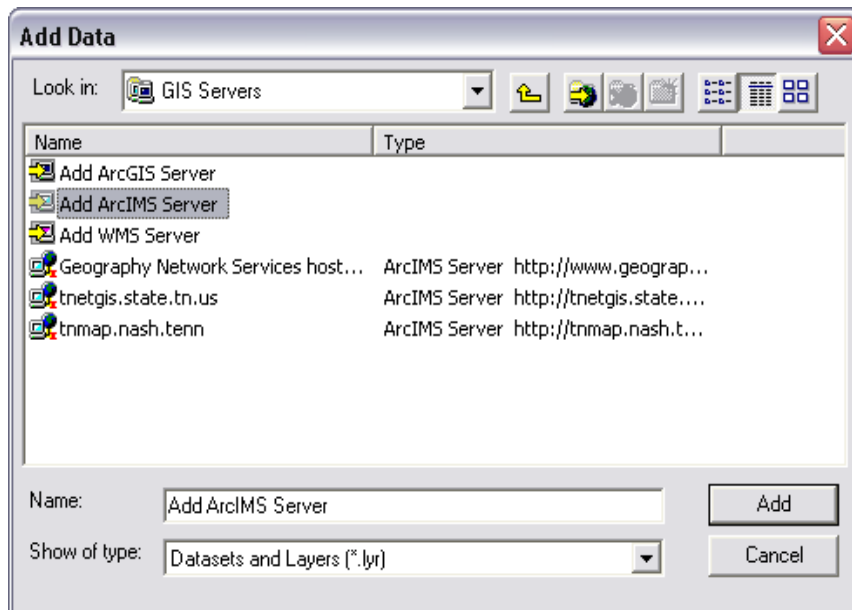 Add Data
Look in: GIS Servers
Name Type
Add ArcGIS Server
Add ArcIMS Server
Add WMS Server
Geography Network Services host... ArcIMS Server http://www.geograp...
tnetgis.state.tn.us ArcIMS Server http://tnetgis.state....
tnmap.nash.tenn ArcIMS Server http://tnmap.nash.t...
Name: Add ArcIMS Server Add
Show of type: Datasets and Layers (*.lyr) Cancel